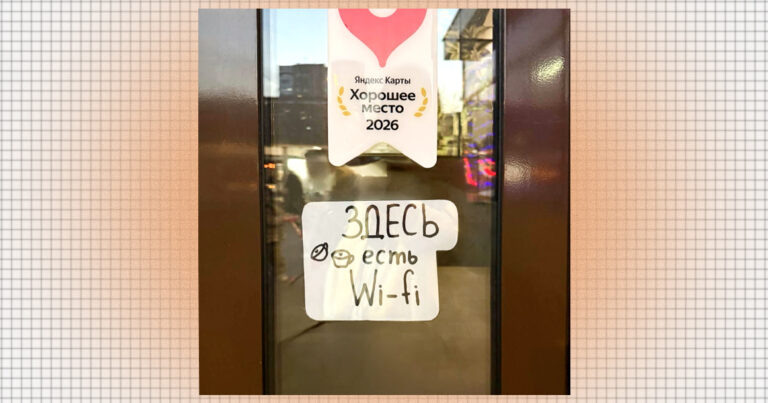 Яндекс Карты
Хорошее
место
2026
ЗДЕСЬ
есть
Wi-fi